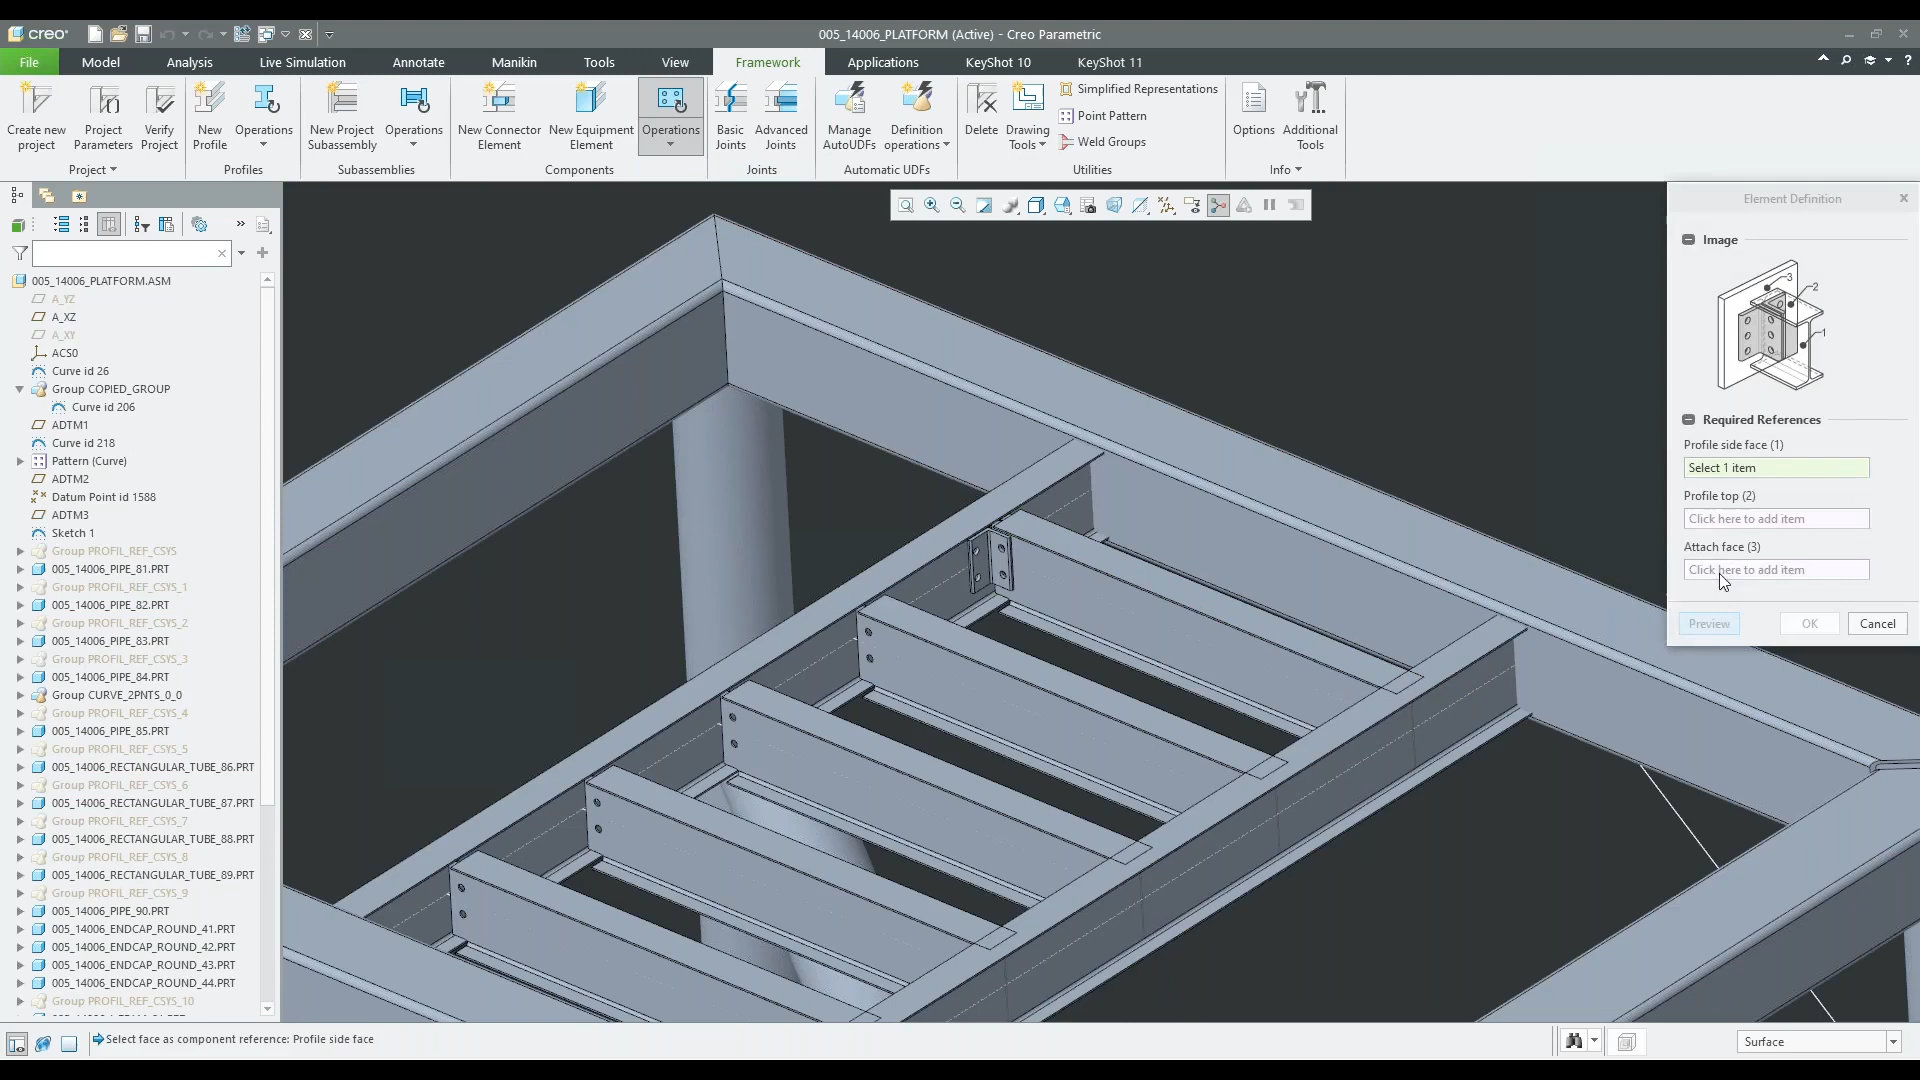 creo
005_14006_PLATFORM (Active) - Creo Parametric
File
Model
Analysis
Live Simulation
Annotate
Manikin
Tools
View
Framework
Applications
KeyShot 10
KeyShot 11
Create new project
Project Parameters
Verify Project
New Profile
Operations
New Project Subassembly
Operations
New Connector Element
New Equipment Element
Operations
Basic Joints
Advanced Joints
Manage AutoUDFs
Definition operations
Delete
Drawing Tools
Simplified Representations
Point Pattern
Weld Groups
Options
Additional Tools
Project
Profiles
Subassemblies
Components
Joints
Automatic UDFs
Utilities
Info
005_14006_PLATFORM.ASM
A_YZ
A_XZ
A_XY
ACS0
Curve id 26
Group COPIED_GROUP
Curve id 206
ADTM1
Curve id 218
Pattern (Curve)
ADTM2
Datum Point id 1588
ADTM3
Sketch 1
Group PROFIL_REF_CSYS
005_14006_PIPE_81.PRT
Group PROFIL_REF_CSYS_1
005_14006_PIPE_82.PRT
Group PROFIL_REF_CSYS_2
005_14006_PIPE_83.PRT
Group PROFIL_REF_CSYS_3
005_14006_PIPE_84.PRT
Group CURVE_2PNTS_0_0
Group PROFIL_REF_CSYS_4
005_14006_PIPE_85.PRT
Group PROFIL_REF_CSYS_5
005_14006_RECTANGULAR_TUBE_86.PRT
Group PROFIL_REF_CSYS_6
005_14006_RECTANGULAR_TUBE_87.PRT
Group PROFIL_REF_CSYS_7
005_14006_RECTANGULAR_TUBE_88.PRT
Group PROFIL_REF_CSYS_8
005_14006_RECTANGULAR_TUBE_89.PRT
Group PROFIL_REF_CSYS_9
005_14006_PIPE_90.PRT
005_14006_ENDCAP_ROUND_41.PRT
005_14006_ENDCAP_ROUND_42.PRT
005_14006_ENDCAP_ROUND_43.PRT
005_14006_ENDCAP_ROUND_44.PRT
Group PROFIL_REF_CSYS_10
Element Definition
Image
3
2
1
Required References
Profile side face (1)
Select 1 item
Profile top (2)
Click here to add item
Attach face (3)
Click here to add item
Preview
OK
Cancel
Select face as component reference: Profile side face
Surface